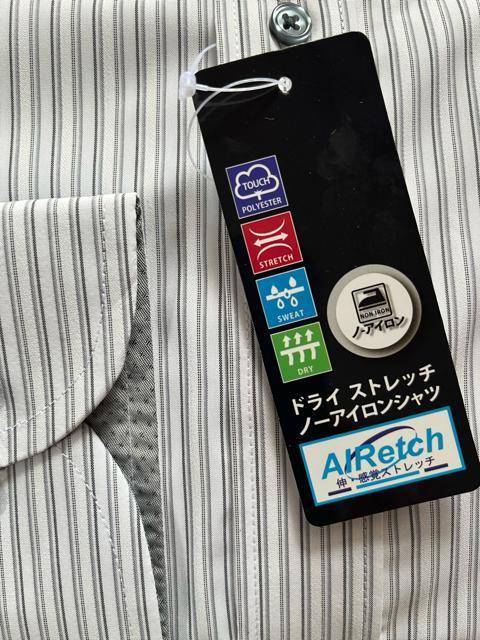 TOUCH
POLYESTER
STRETCH
SWEAT
DRY
NON IRON
ノーアイロン
ドライ ストレッチ
ノーアイロンシャツ
AIRetch
伸・感覚ストレッチ